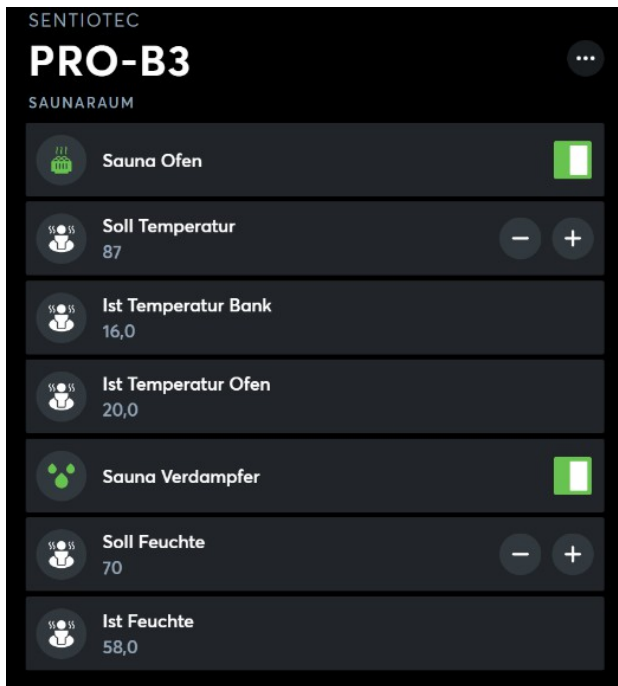 SENTIOTEC
PRO-B3
SAUNARAUM
Sauna Ofen
Soll Temperatur
87
Ist Temperatur Bank
16,0
Ist Temperatur Ofen
20,0
Sauna Verdampfer
Soll Feuchte
70
Ist Feuchte
58,0